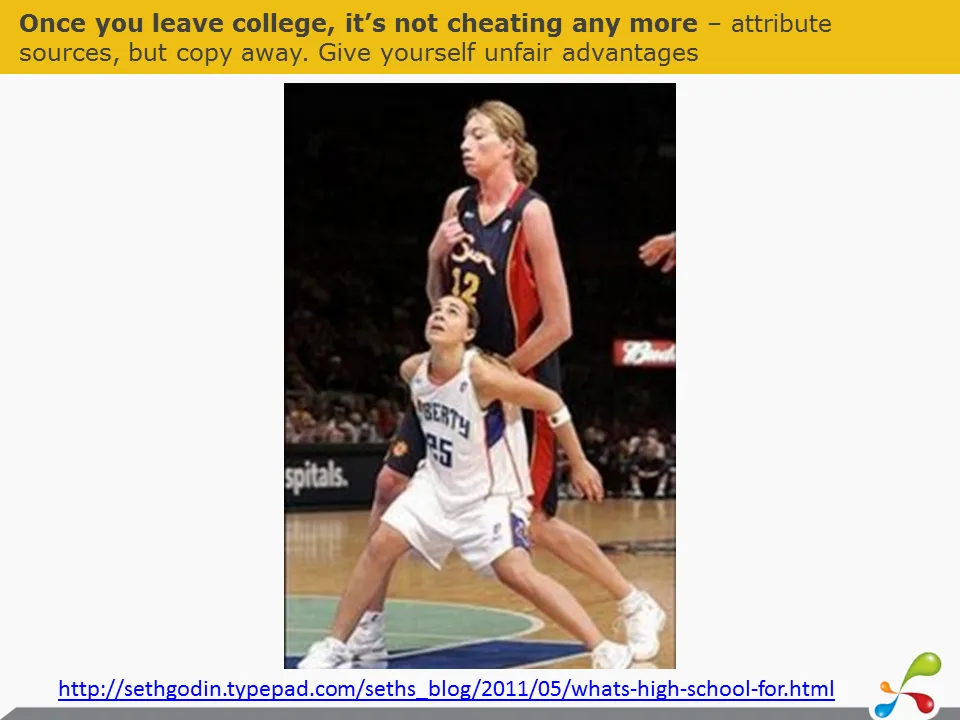 Once you leave college, it’s not cheating any more – attribute
sources, but copy away. Give yourself unfair advantages
Sun
12
LIBERTY
25
Bud
spitals.
http://sethgodin.typepad.com/seths_blog/2011/05/whats-high-school-for.html